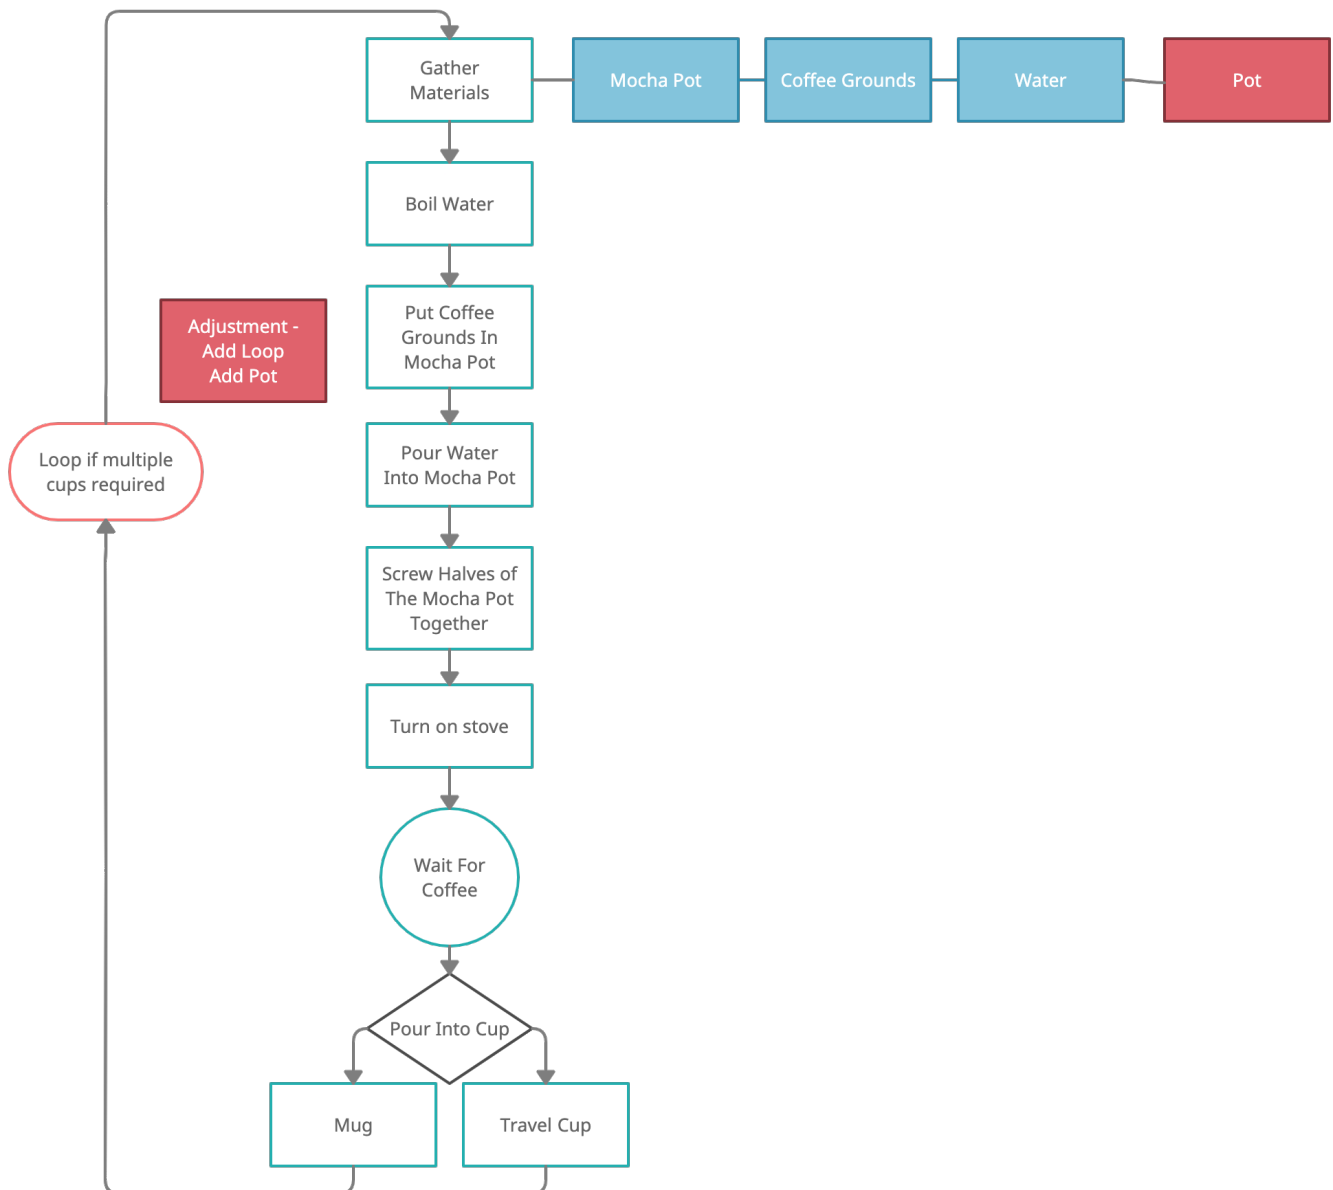 Gather
Materials
Mocha Pot
Coffee Grounds
Water
Pot
Boil Water
Put Coffee
Grounds In
Mocha Pot
Adjustment -
Add Loop
Add Pot
Pour Water
Into Mocha Pot
Loop if multiple
cups required
Screw Halves of
The Mocha Pot
Together
Turn on stove
Wait For
Coffee
Pour Into Cup
Mug
Travel Cup